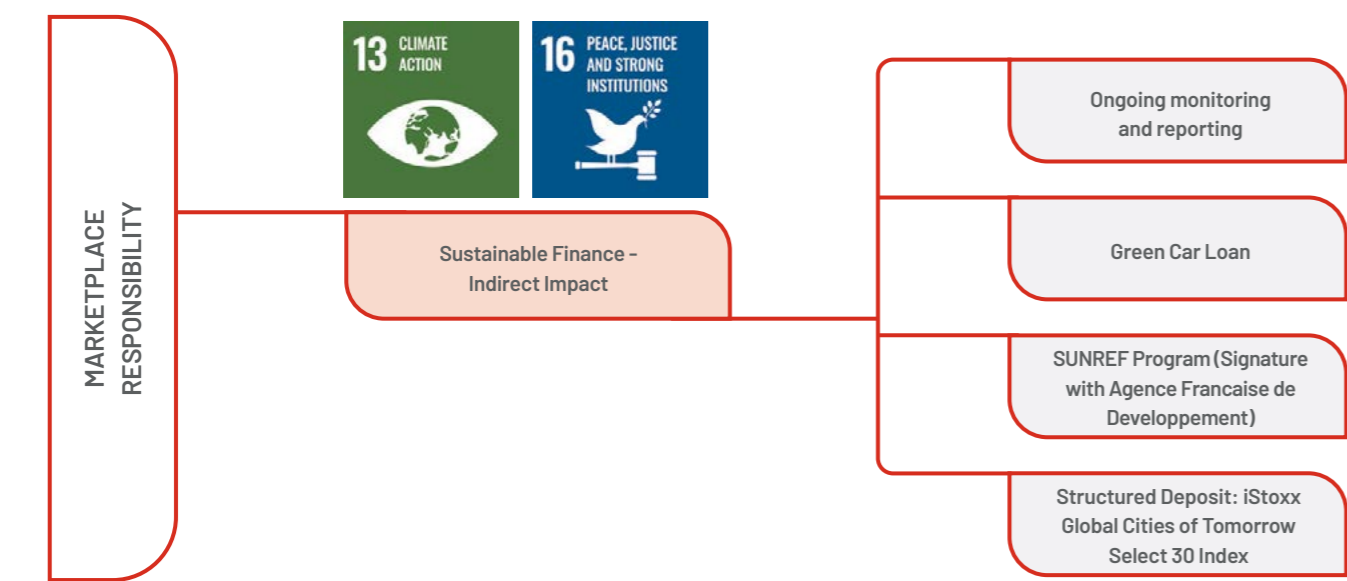 MARKETPLACE
RESPONSIBILITY
13 CLIMATE
ACTION
16 PEACE, JUSTICE
AND STRONG
INSTITUTIONS
Sustainable Finance -
Indirect Impact
Ongoing monitoring
and reporting
Green Car Loan
SUNREF Program (Signature
with Agence Francaise de
Developpement)
Structured Deposit: iStoxx
Global Cities of Tomorrow
Select 30 Index